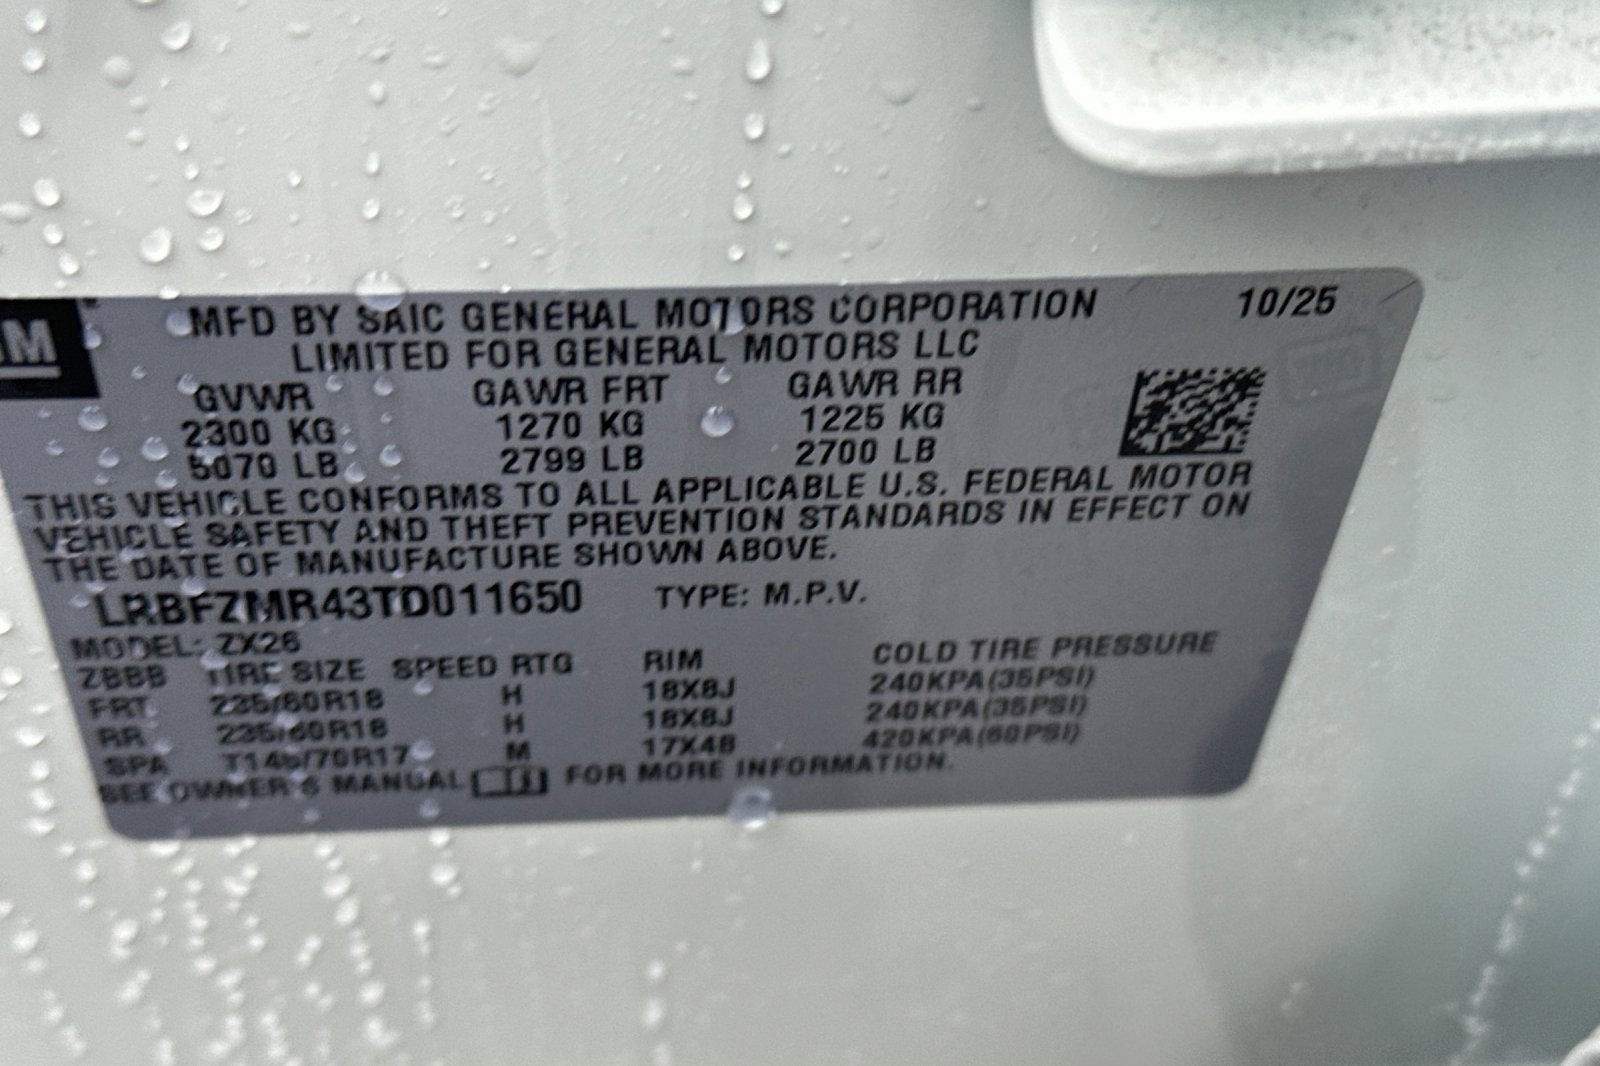 GM
MFD BY SAIC GENERAL MOTORS CORPORATION 10/25
LIMITED FOR GENERAL MOTORS LLC
GVWR GAWR FRT GAWR RR
2300 KG 1270 KG 1225 KG
5070 LB 2799 LB 2700 LB
THIS VEHICLE CONFORMS TO ALL APPLICABLE U.S. FEDERAL MOTOR
VEHICLE SAFETY AND THEFT PREVENTION STANDARDS IN EFFECT ON
THE DATE OF MANUFACTURE SHOWN ABOVE.
LRBFZMR43TD011650 TYPE: M.P.V.
MODEL: ZX26
ZBBB TIRE SIZE SPEED RTG RIM COLD TIRE PRESSURE
FRT 235/60R18 H 18X8J 240KPA(35PSI)
RR 235/60R18 H 18X8J 240KPA(35PSI)
SPA T145/70R17 M 17X4B 420KPA(60PSI)
SEE OWNER'S MANUAL FOR MORE INFORMATION.